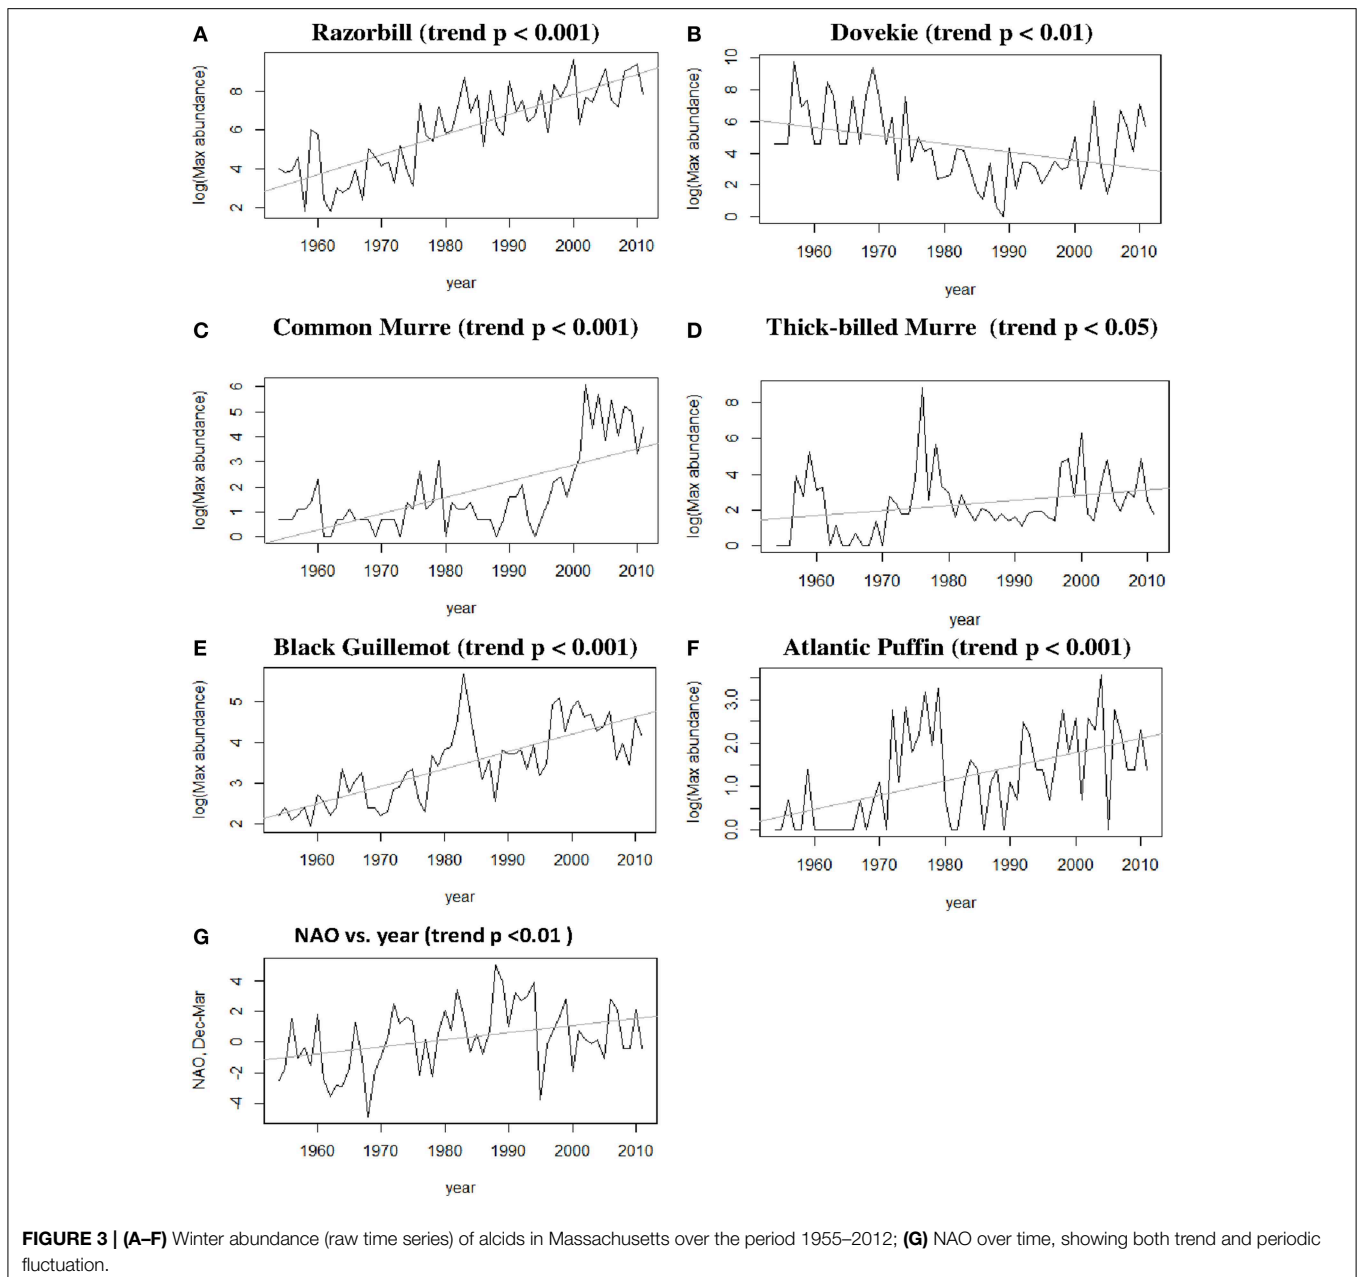 A Razorbill (trend p < 0.001)
log(Max abundance)
8
6
4
2
1960 1970 1980 1990 2000 2010
year
B Dovekie (trend p < 0.01)
log(Max abundance)
10
8
6
4
2
0
1960 1970 1980 1990 2000 2010
year
C Common Murre (trend p < 0.001)
log(Max abundance)
6
5
4
3
2
1
0
1960 1970 1980 1990 2000 2010
year
D Thick-billed Murre (trend p < 0.05)
log(Max abundance)
8
6
4
2
0
1960 1970 1980 1990 2000 2010
year
E Black Guillemot (trend p < 0.001)
log(Max abundance)
5
4
3
2
1960 1970 1980 1990 2000 2010
year
F Atlantic Puffin (trend p < 0.001)
log(Max abundance)
3.0
2.0
1.0
0.0
1960 1970 1980 1990 2000 2010
year
G NAO vs. year (trend p <0.01 )
NAO, Dec-Mar
4
2
0
-2
-4
1960 1970 1980 1990 2000 2010
year
FIGURE 3 | (A–F) Winter abundance (raw time series) of alcids in Massachusetts over the period 1955–2012; (G) NAO over time, showing both trend and periodic
fluctuation.